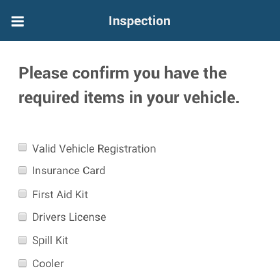 Inspection
Please confirm you have the
required items in your vehicle.
Valid Vehicle Registration
Insurance Card
First Aid Kit
Drivers License
Spill Kit
Cooler